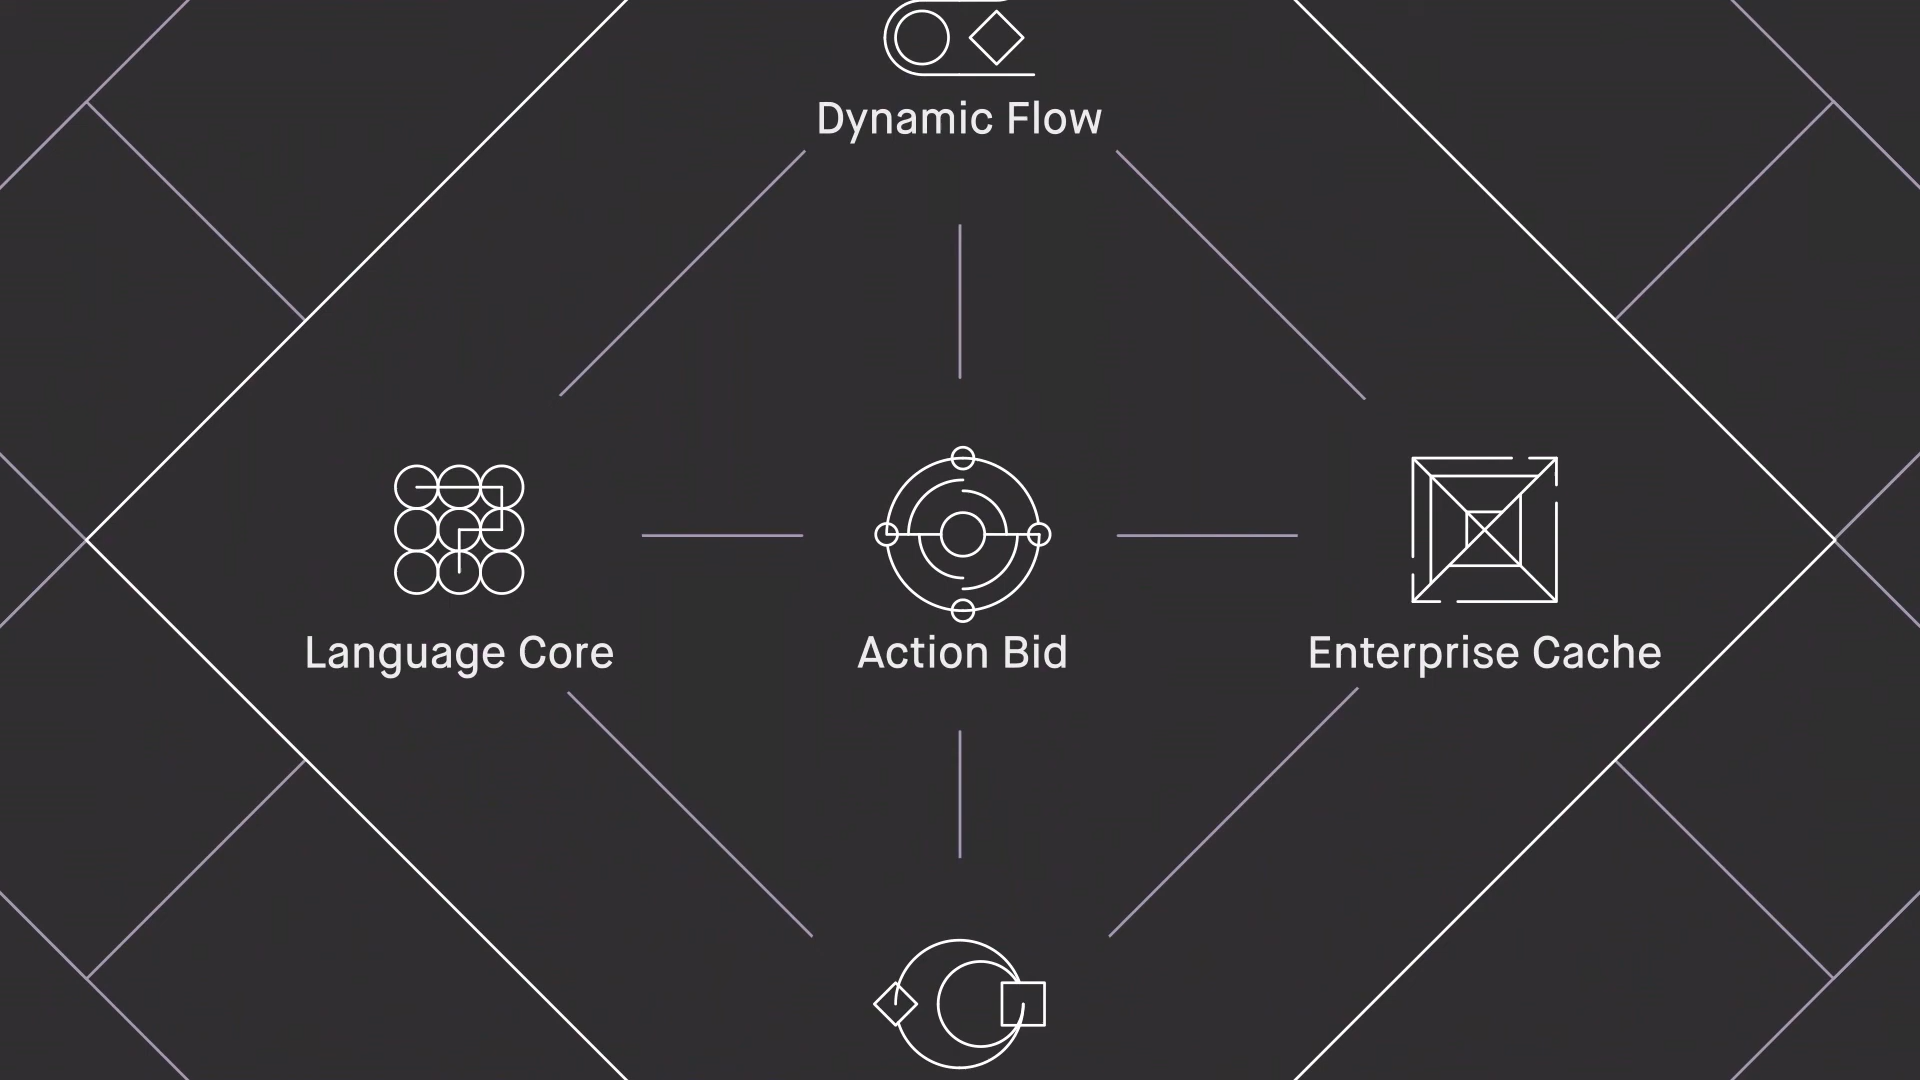 Dynamic Flow
Language Core
Action Bid
Enterprise Cache